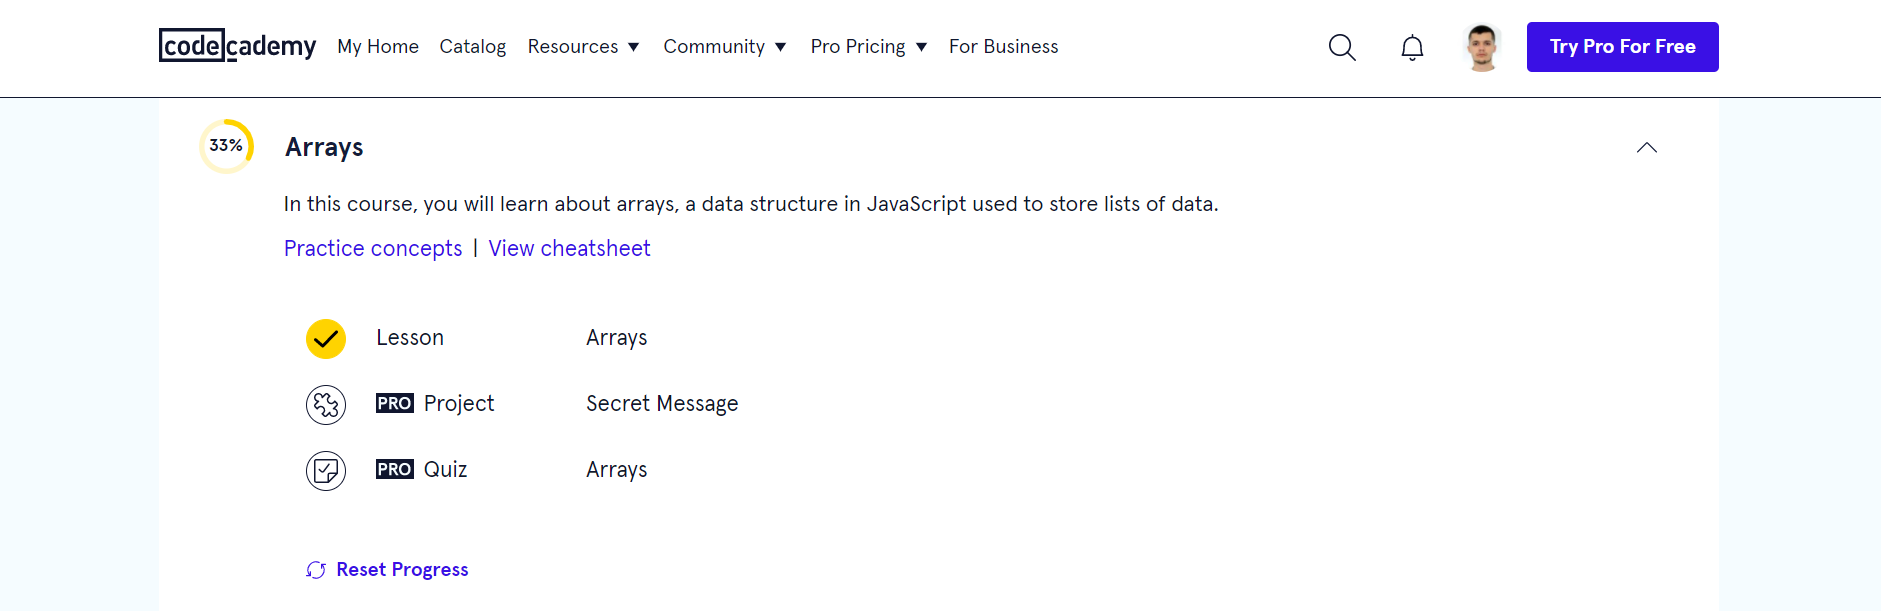 codecademy My Home Catalog Resources Community Pro Pricing For Business Try Pro For Free
33% Arrays
In this course, you will learn about arrays, a data structure in JavaScript used to store lists of data.
Practice concepts | View cheatsheet
Lesson Arrays
PRO Project Secret Message
PRO Quiz Arrays
Reset Progress